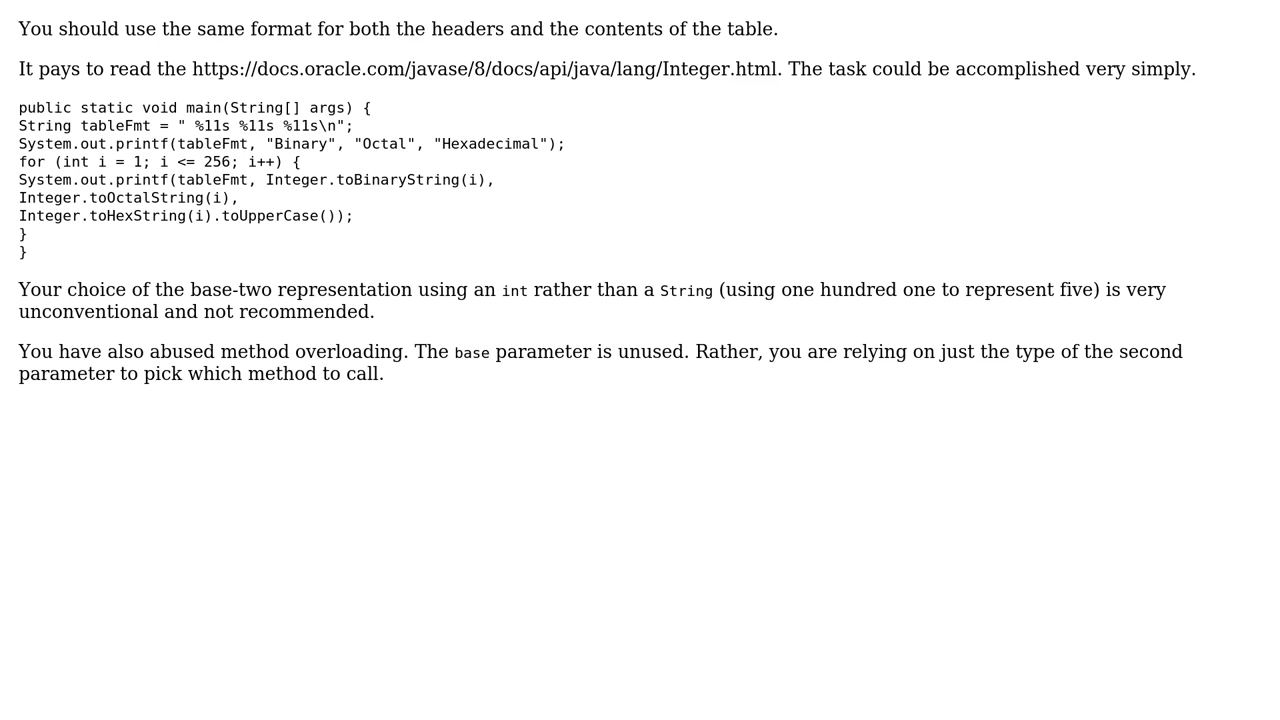 You should use the same format for both the headers and the contents of the table.
It pays to read the https://docs.oracle.com/javase/8/docs/api/java/lang/Integer.html. The task could be accomplished very simply.
public static void main(String[] args) {
String tableFmt = " %11s %11s %11s\n";
System.out.printf(tableFmt, "Binary", "Octal", "Hexadecimal");
for (int i = 1; i <= 256; i++) {
System.out.printf(tableFmt, Integer.toBinaryString(i),
Integer.toOctalString(i),
Integer.toHexString(i).toUpperCase());
}
}
Your choice of the base-two representation using an int rather than a String (using one hundred one to represent five) is very
unconventional and not recommended.
You have also abused method overloading. The base parameter is unused. Rather, you are relying on just the type of the second
parameter to pick which method to call.